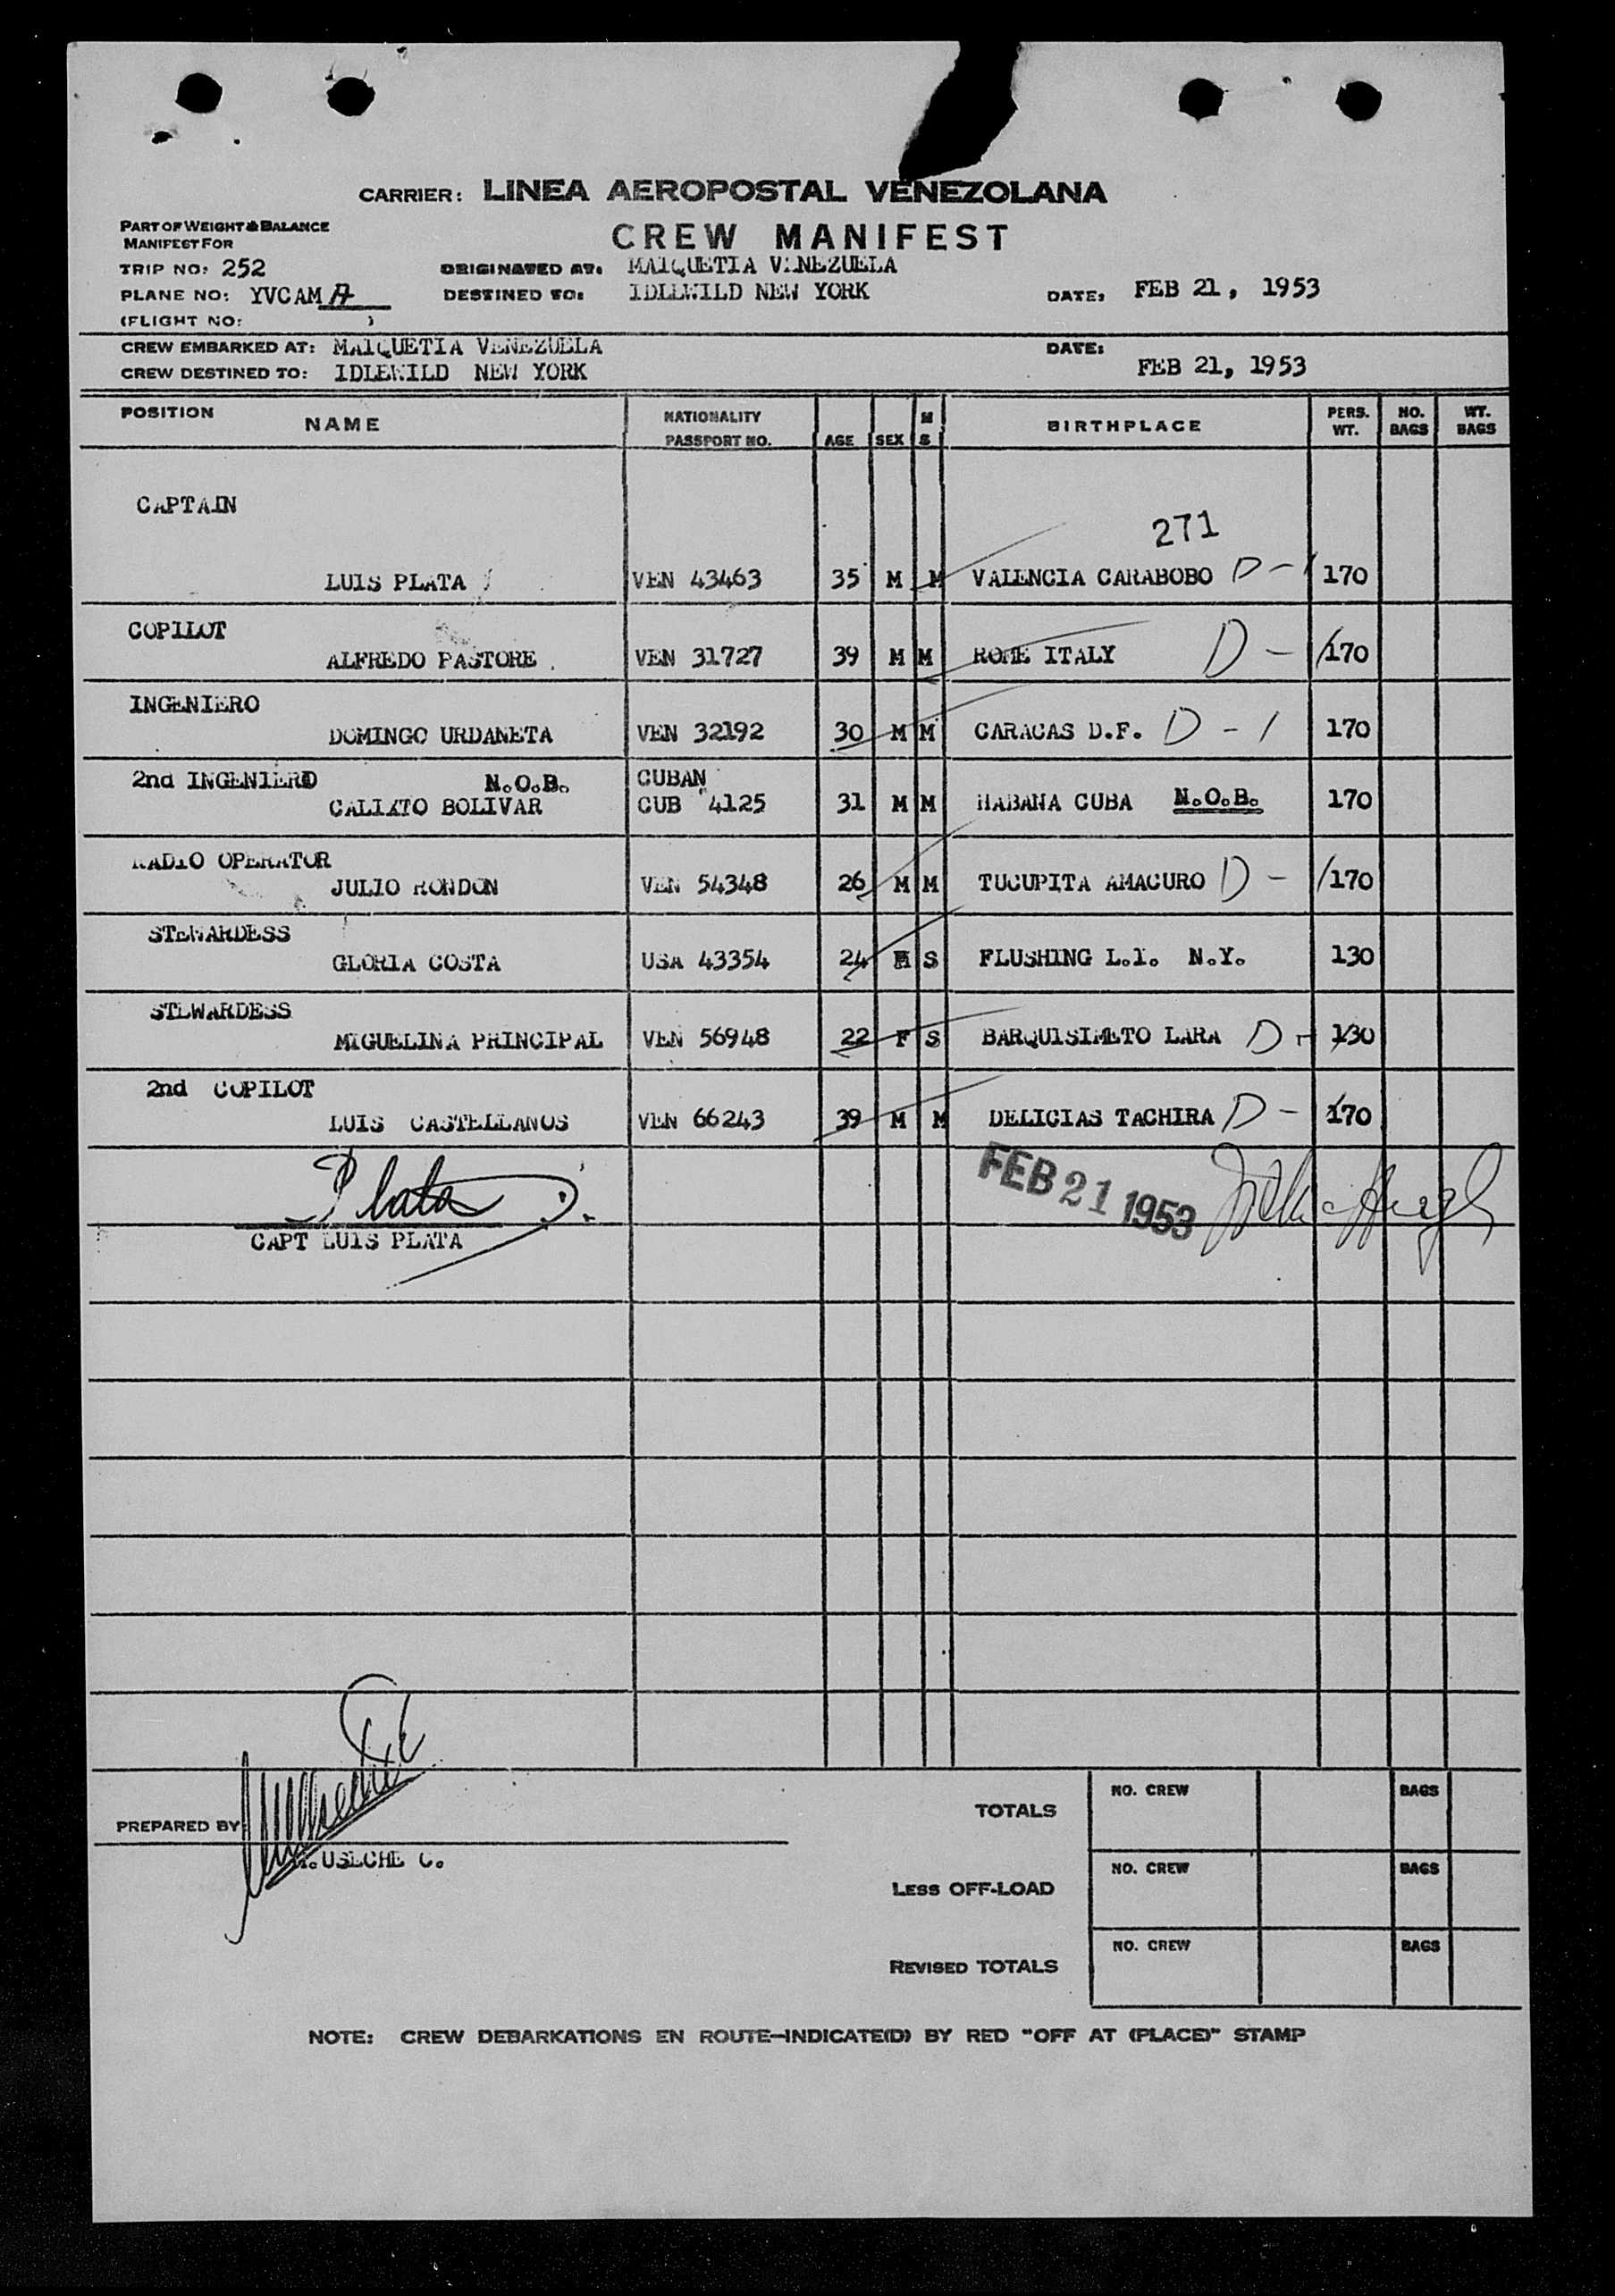 CARRIER: LINEA AEROPOSTAL VENEZOLANA
PART OF WEIGHT & BALANCE
MANIFEST FOR
CREW MANIFEST
TRIP NO: 252 ORIGINATED AT: MAIQUETIA VENEZUELA
PLANE NO: YVCAM A DESTINED TO: IDLEWILD NEW YORK DATE: FEB 21, 1953
(FLIGHT NO: )
CREW EMBARKED AT: MAIQUETIA VENEZUELA DATE:
CREW DESTINED TO: IDLEWILD NEW YORK FEB 21, 1953
POSITION NAME NATIONALITY PASSPORT NO. AGE SEX M S BIRTHPLACE PERS. WT. NO. BAGS WT. BAGS
CAPTAIN
271
LUIS PLATA VEN 43463 35 M M VALENCIA CARABOBO D-1 170
COPILOT
ALFREDO PASTORE VEN 31727 39 M M ROME ITALY D-1 170
INGENIERO
DOMINGO URDANETA VEN 32192 30 M M CARACAS D.F. D-1 170
2nd INGENIERO N.O.B. CUBAN
CALIXTO BOLIVAR CUB 4125 31 M M HABANA CUBA N.O.B. 170
RADIO OPERATOR
JULIO RONDON VEN 54348 26 M M TUCUPITA AMACURO D-1 170
STEWARDESS
GLORIA COSTA USA 43354 24 S FLUSHING L.I. N.Y. 130
STEWARDESS
MIGUELINA PRINCIPAL VEN 56948 22 F S BARQUISIMETO LARA D-1 130
2nd COPILOT
LUIS CASTELLANOS VEN 66243 39 M M DELICIAS TACHIRA D-1 170
Plata
FEB 21 1953
CAPT LUIS PLATA
PREPARED BY:
USECHE C.
TOTALS NO. CREW BAGS
LESS OFF-LOAD NO. CREW BAGS
REVISED TOTALS NO. CREW BAGS
NOTE: CREW DEBARKATIONS EN ROUTE-INDICATE(D) BY RED "OFF AT (PLACE)" STAMP